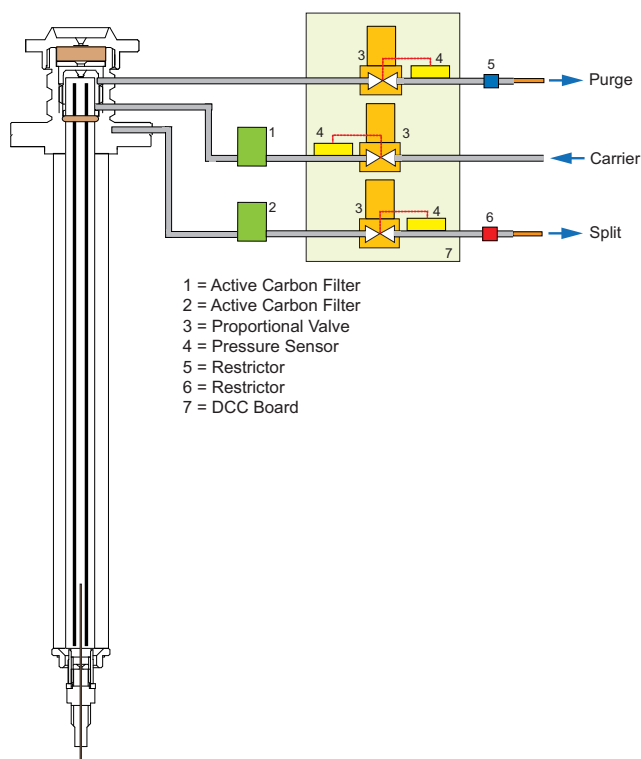 3 4 5
Purge
1 4 3
Carrier
2 3 4 6
Split
7
1 = Active Carbon Filter
2 = Active Carbon Filter
3 = Proportional Valve
4 = Pressure Sensor
5 = Restrictor
6 = Restrictor
7 = DCC Board